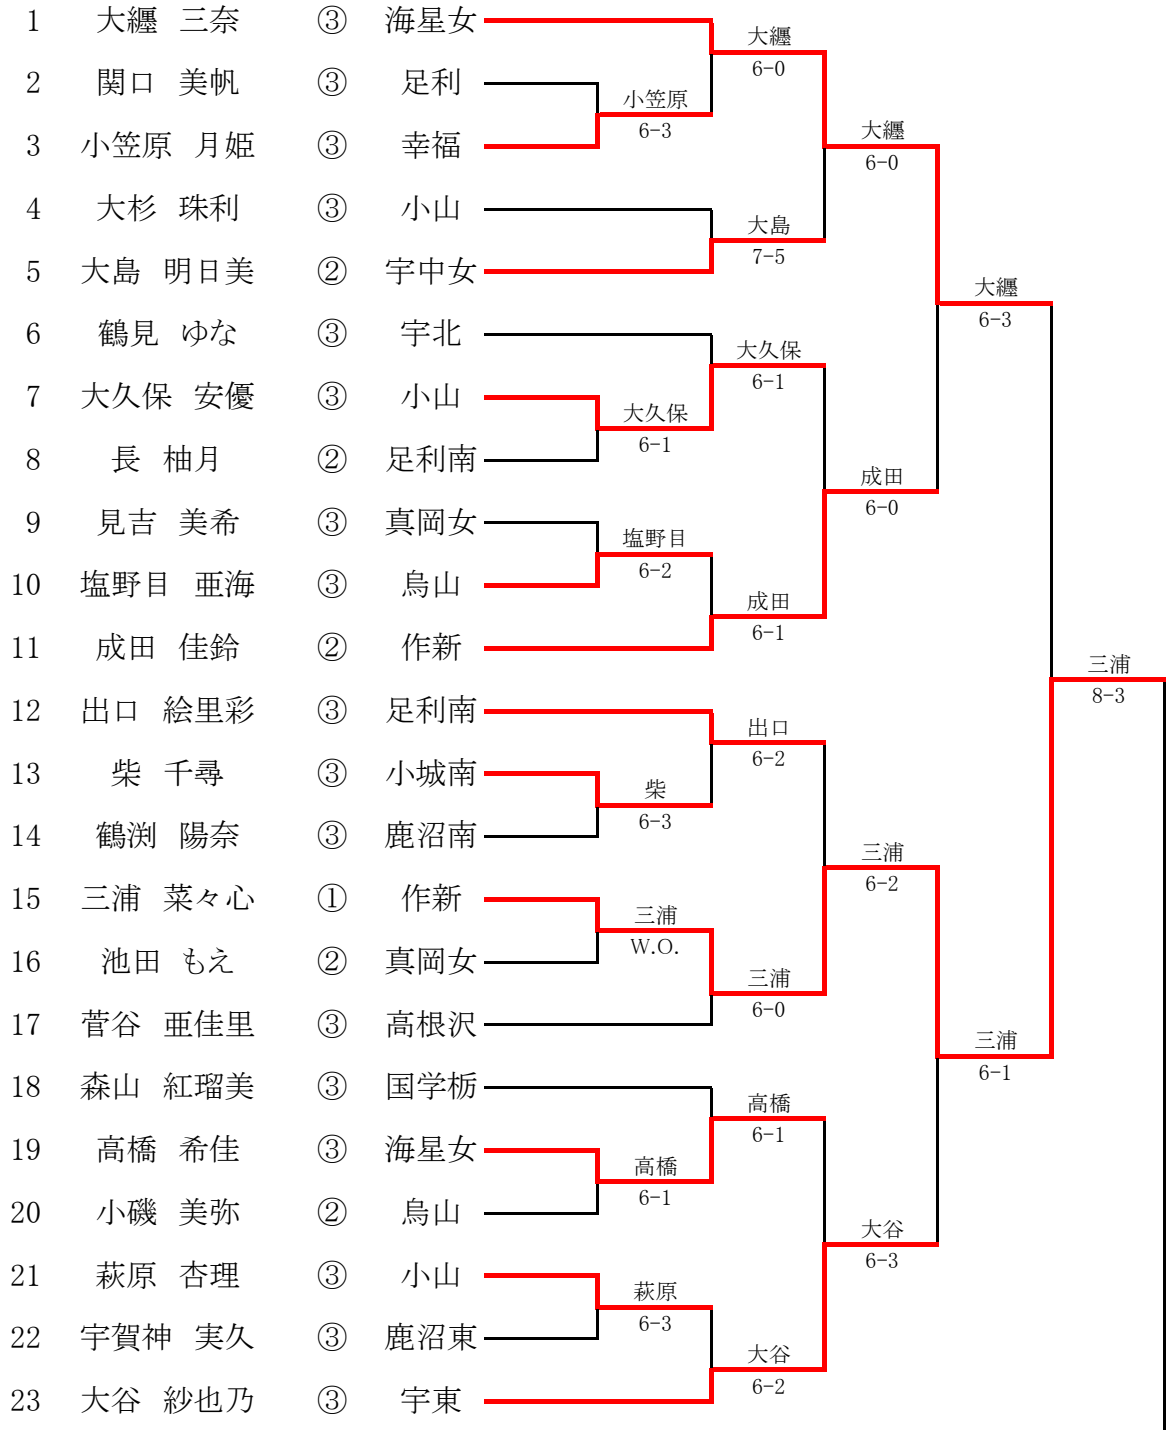 1 大纒 三奈 ③ 海星女
2 関口 美帆 ③ 足利
3 小笠原 月姫 ③ 幸福
4 大杉 珠利 ③ 小山
5 大島 明日美 ② 宇中女
6 鶴見 ゆな ③ 宇北
7 大久保 安優 ③ 小山
8 長 柚月 ② 足利南
9 見吉 美希 ③ 真岡女
10 塩野目 亜海 ③ 烏山
11 成田 佳鈴 ② 作新
12 出口 絵里彩 ③ 足利南
13 柴 千尋 ③ 小城南
14 鶴渕 陽奈 ③ 鹿沼南
15 三浦 菜々心 ① 作新
16 池田 もえ ② 真岡女
17 菅谷 亜佳里 ③ 高根沢
18 森山 紅瑠美 ③ 国学栃
19 高橋 希佳 ③ 海星女
20 小磯 美弥 ② 烏山
21 萩原 杏理 ③ 小山
22 宇賀神 実久 ③ 鹿沼東
23 大谷 紗也乃 ③ 宇東
小笠原
6-3
大久保
6-1
塩野目
6-2
柴
6-3
三浦
W.O.
高橋
6-1
萩原
6-3
大纒
6-0
大島
7-5
大久保
6-1
成田
6-1
出口
6-2
三浦
6-0
高橋
6-1
大谷
6-2
大纒
6-0
成田
6-0
三浦
6-2
大谷
6-3
大纒
6-3
三浦
6-1
三浦
8-3